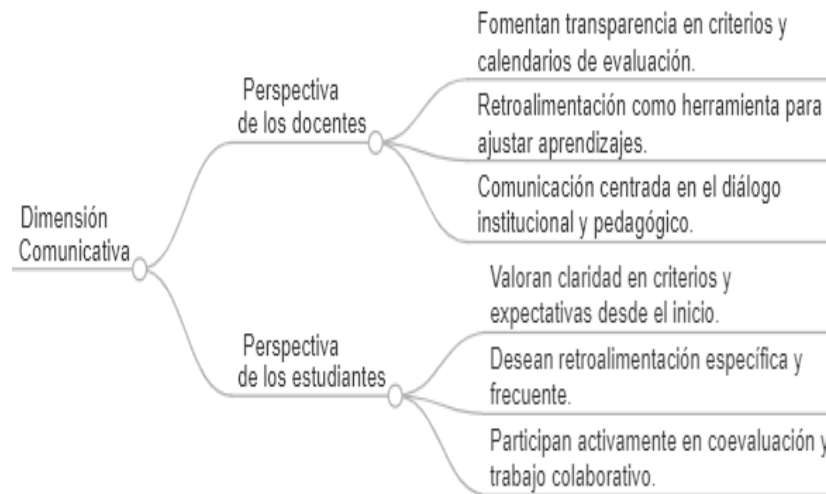 Dimensión
Comunicativa
Perspectiva
de los docentes
Fomentan transparencia en criterios y
calendarios de evaluación.
Retroalimentación como herramienta para
ajustar aprendizajes.
Comunicación centrada en el diálogo
institucional y pedagógico.
Perspectiva
de los estudiantes
Valoran claridad en criterios y
expectativas desde el inicio.
Desean retroalimentación específica y
frecuente.
Participan activamente en coevaluación y
trabajo colaborativo.